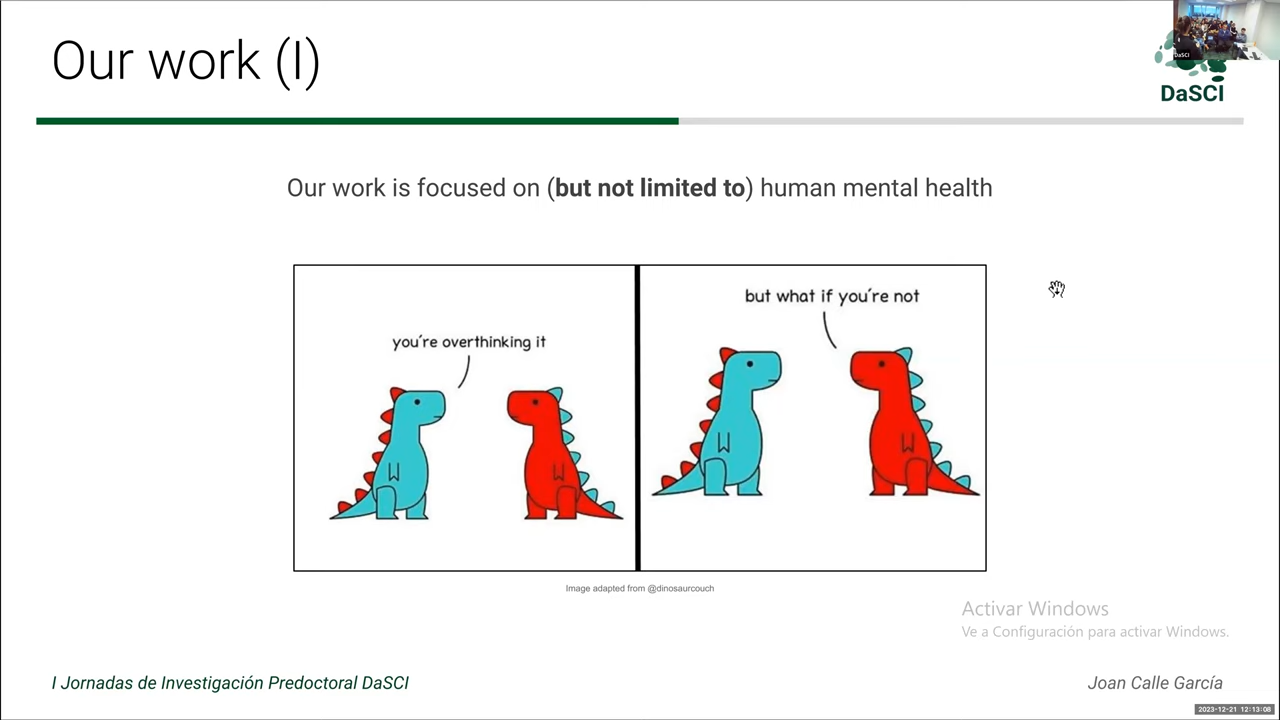 Our work (I)
DaSCI
DaSCI
Our work is focused on (but not limited to) human mental health
you're overthinking it
but what if you're not
Image adapted from @dinosaurcouch
Activar Windows
Ve a Configuración para activar Windows.
I Jornadas de Investigación Predoctoral DaSCI
Joan Calle García
2023-12-21 12:13:08